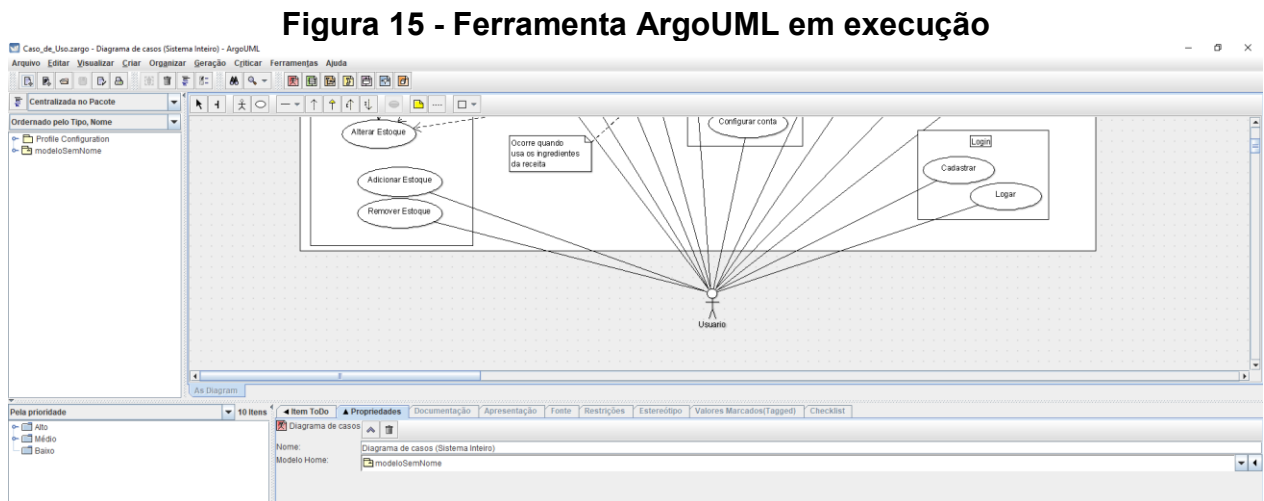 Figura 15 - Ferramenta ArgoUML em execução
Caso_de_Uso.zargo - Diagrama de casos (Sistema Inteiro) - ArgoUML
Arquivo Editar Visualizar Criar Organizar Geração Criticar Ferramentas Ajuda
Centralizada no Pacote
Ordernado pelo Tipo, Nome
Profile Configuration
modeloSemNome
Alterar Estoque
Ocorre quando
usa os ingredientes
da receita
Configurar conta
Login
Cadastrar
Logar
Adicionar Estoque
Remover Estoque
Usuario
As Diagram
Pela prioridade
10 Itens
Alto
Médio
Baixo
Item ToDo Propriedades Documentação Apresentação Fonte Restrições Estereótipo Valores Marcados(Tagged) Checklist
Diagrama de casos
Nome:
Diagrama de casos (Sistema Inteiro)
Modelo Home:
modeloSemNome